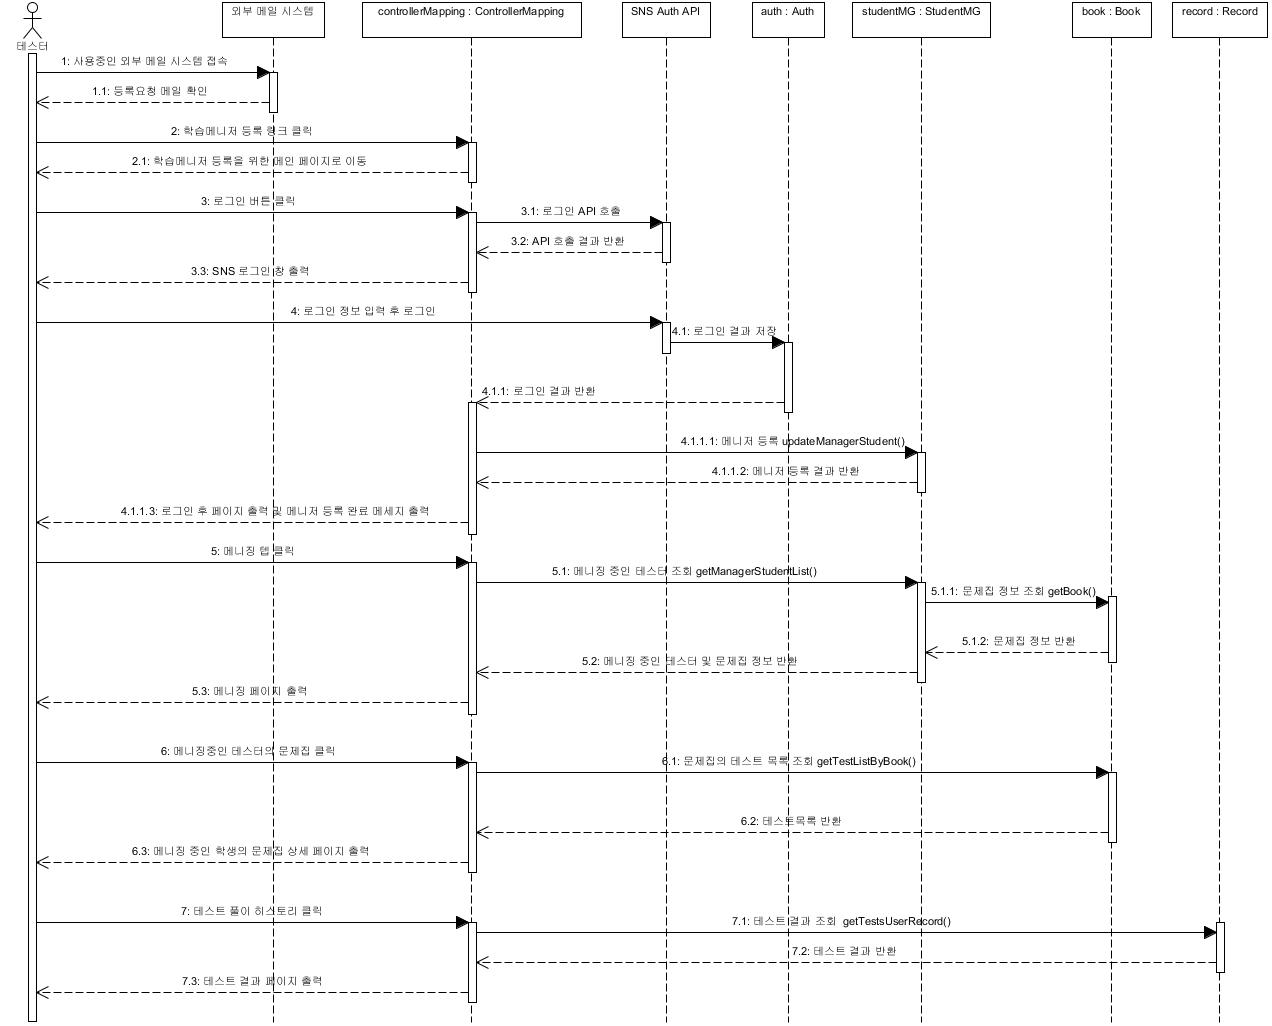 외부 메일 시스템
controllerMapping : ControllerMapping
SNS Auth API
auth : Auth
studentMG : StudentMG
book : Book
record : Record
테스터
1: 사용중인 외부 메일 시스템 접속
1.1: 등록요청 메일 확인
2: 학습메니저 등록 링크 클릭
2.1: 학습메니저 등록을 위한 메인 페이지로 이동
3: 로그인 버튼 클릭
3.1: 로그인 API 호출
3.2: API 호출 결과 반환
3.3: SNS 로그인 창 출력
4: 로그인 정보 입력 후 로그인
4.1: 로그인 결과 저장
4.1.1: 로그인 결과 반환
4.1.1.1: 메니저 등록 updateManagerStudent()
4.1.1.2: 메니저 등록 결과 반환
4.1.1.3: 로그인 후 페이지 출력 및 메니저 등록 완료 메세지 출력
5: 메니징 텝 클릭
5.1: 메니징 중인 테스터 조회 getManagerStudentList()
5.1.1: 문제집 정보 조회 getBook()
5.1.2: 문제집 정보 반환
5.2: 메니징 중인 테스터 및 문제집 정보 반환
5.3: 메니징 페이지 출력
6: 메니징중인 테스터의 문제집 클릭
6.1: 문제집의 테스트 목록 조회 getTestListByBook()
6.2: 테스트목록 반환
6.3: 메니징 중인 학생의 문제집 상세 페이지 출력
7: 테스트 풀이 히스토리 클릭
7.1: 테스트 결과 조회 getTestsUserRecord()
7.2: 테스트 결과 반환
7.3: 테스트 결과 페이지 출력